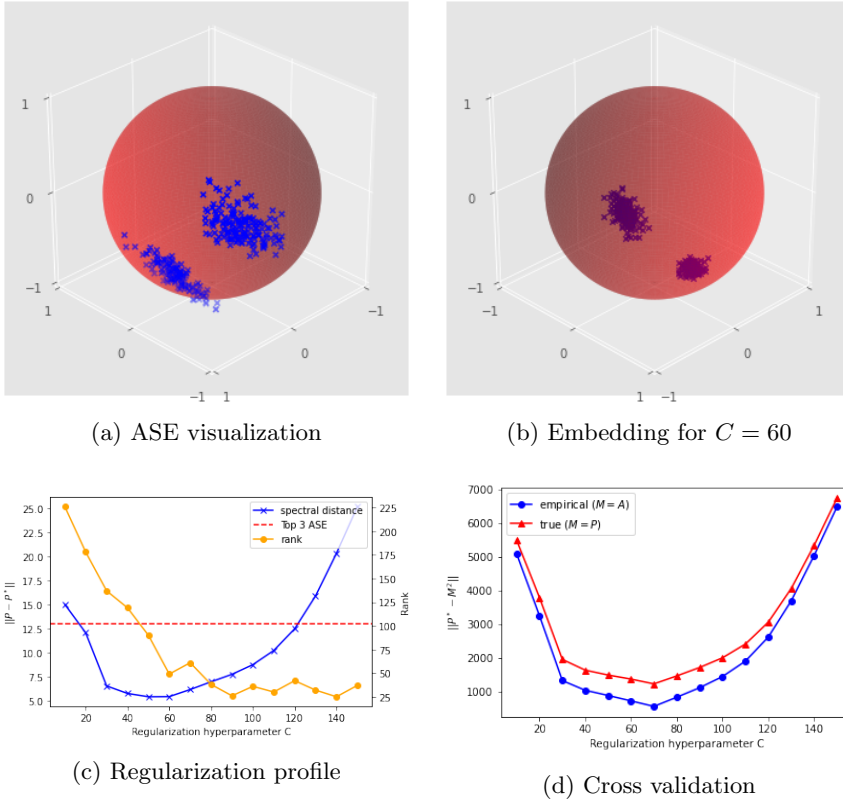 1
1
0
0
−1
−1
1
−1
−1
1
0
0
0
0
−1 1
1 −1
(a) ASE visualization
(b) Embedding for C = 60
25.0
22.5
20.0
17.5
15.0
12.5
10.0
7.5
5.0
||P − P*||
spectral distance
Top 3 ASE
rank
225
200
175
150
125
100
75
50
25
Rank
20 40 60 80 100 120 140
Regularization hyperparameter C
(c) Regularization profile
7000
6000
5000
4000
3000
2000
1000
||P* − M²||
empirical (M = A)
true (M = P)
20 40 60 80 100 120 140
Regularization hyperparameter C
(d) Cross validation